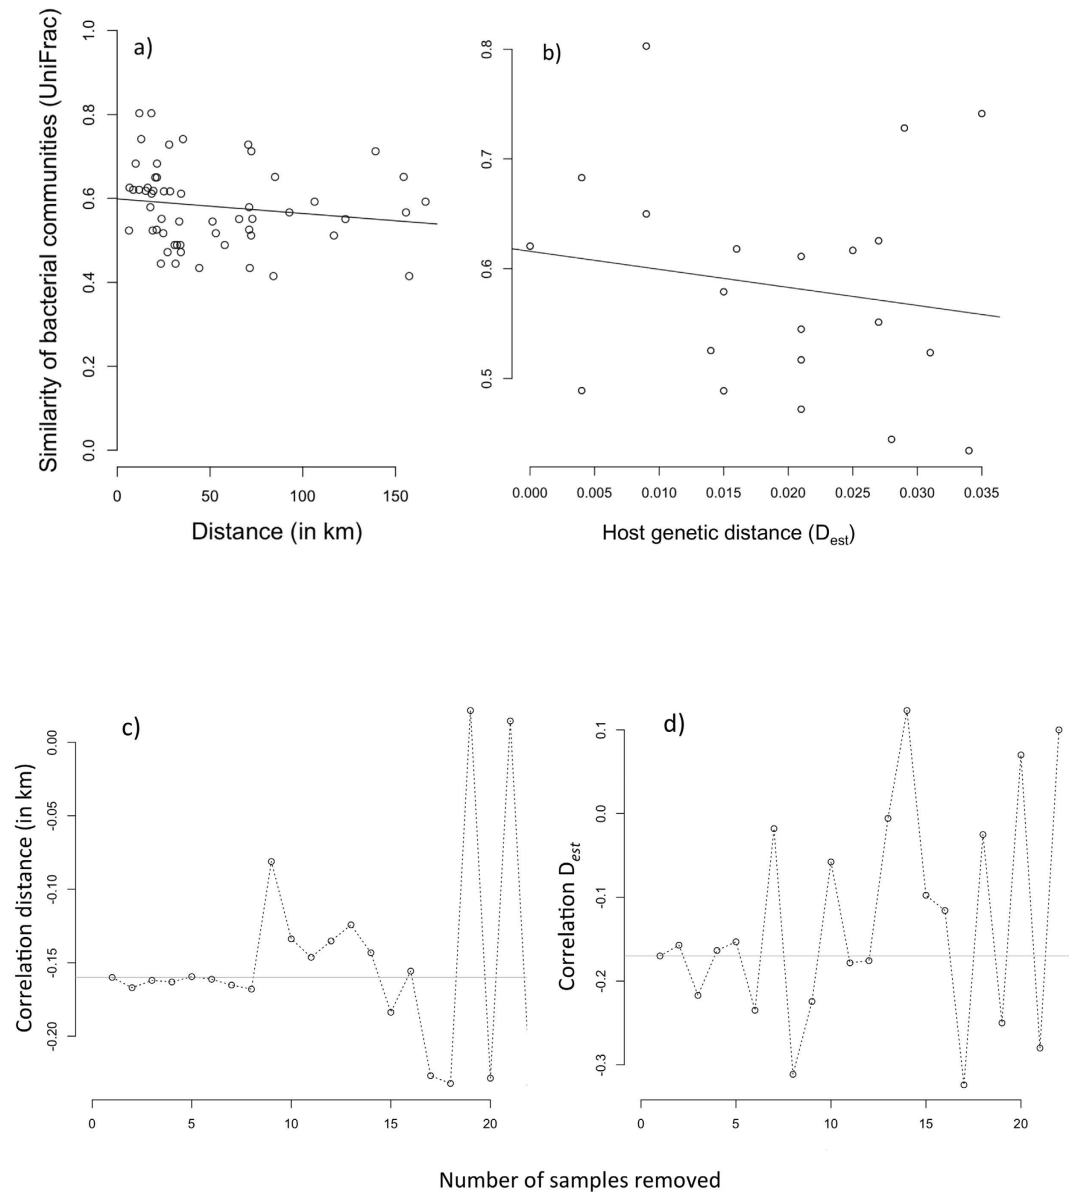 a)
Similarity of bacterial communities (UniFrac)
1.0
0.8
0.6
0.4
0.2
0.0
0 50 100 150
Distance (in km)
b)
0.8
0.7
0.6
0.5
0.000 0.005 0.010 0.015 0.020 0.025 0.030 0.035
Host genetic distance (Dest)
c)
Correlation distance (in km)
0.00
-0.05
-0.10
-0.15
-0.20
0 5 10 15 20
d)
Correlation Dest
0.1
0.0
-0.1
-0.2
-0.3
0 5 10 15 20
Number of samples removed